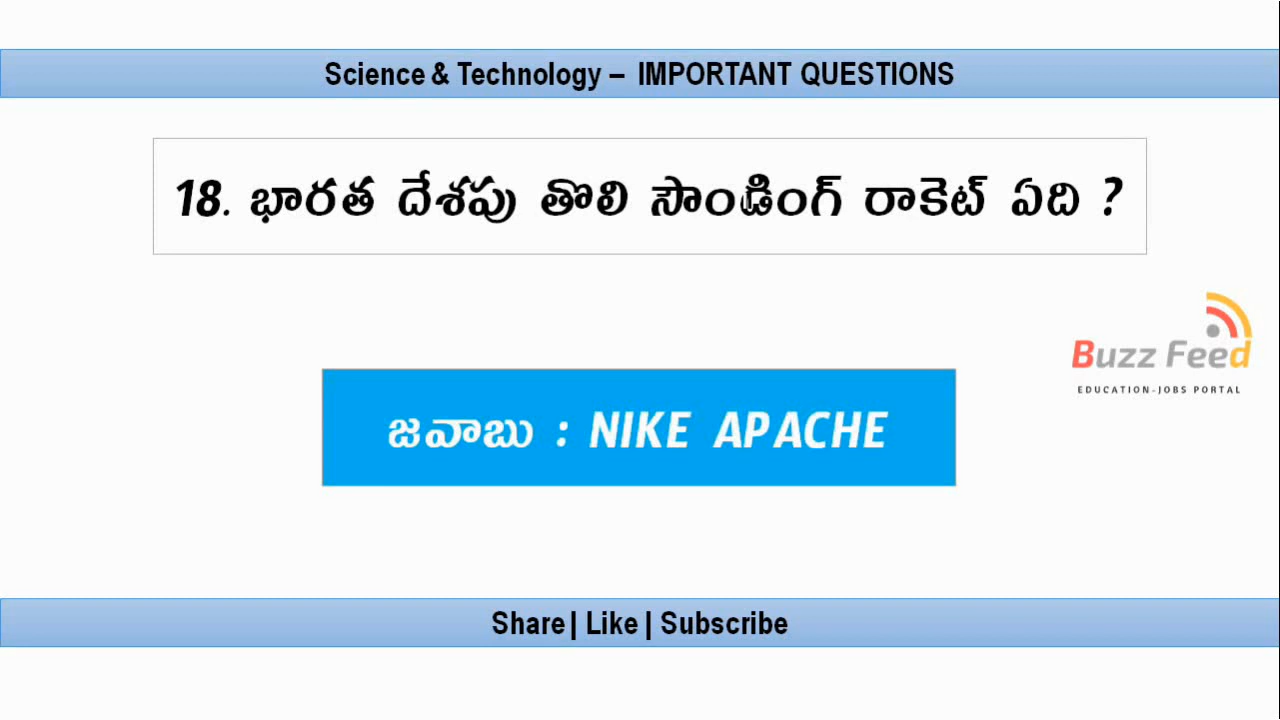 Science & Technology – IMPORTANT QUESTIONS
18. భారత దేశపు తొలి సౌండింగ్ రాకెట్ ఏది ?
Buzz Feed
EDUCATION-JOBS PORTAL
జవాబు : NIKE APACHE
Share| Like | Subscribe